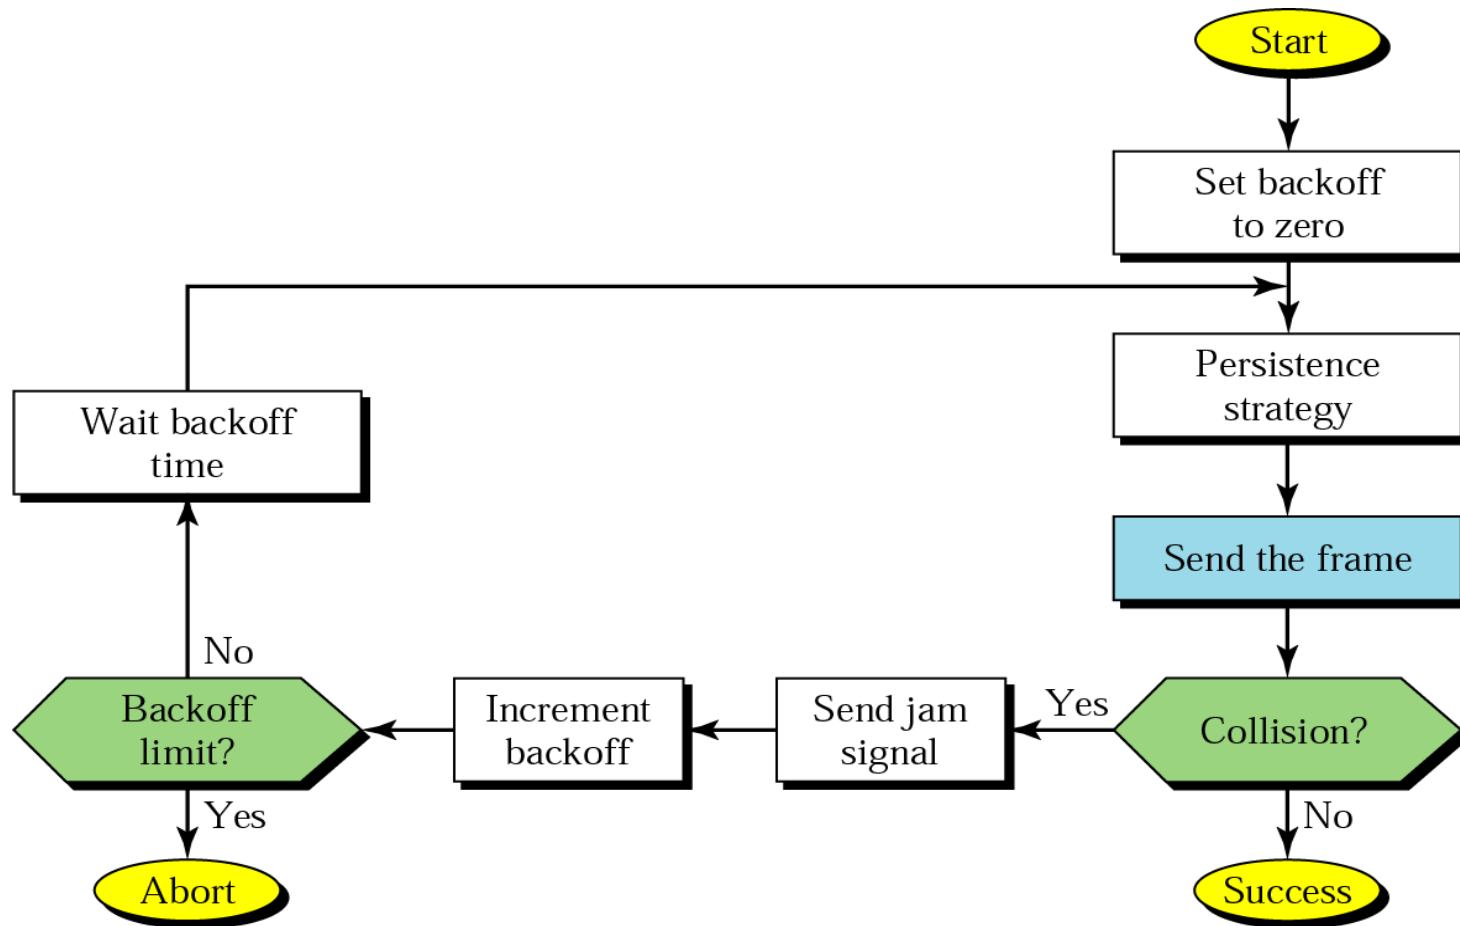 Start
Set backoff
to zero
Persistence
strategy
Wait backoff
time
Send the frame
No
Backoff
limit?
Increment
backoff
Send jam
signal
Yes
Collision?
Yes
No
Abort
Success